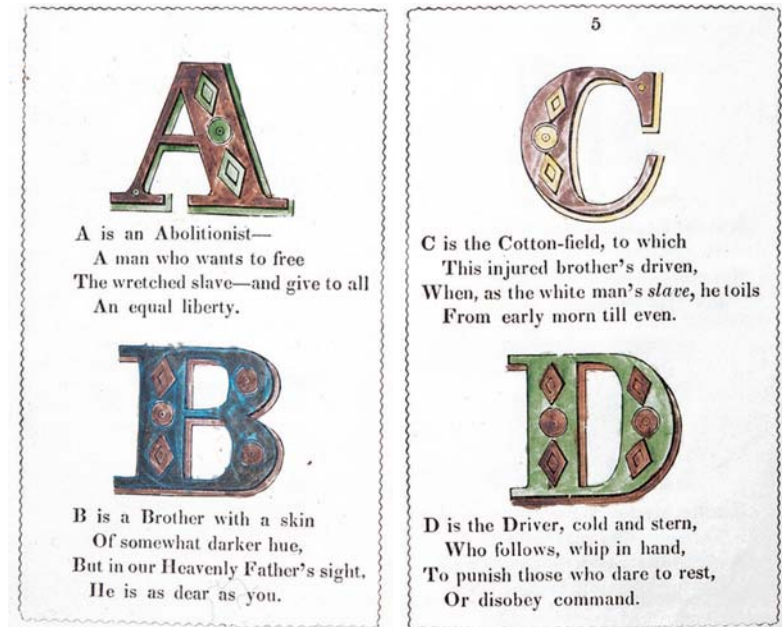 A
A is an Abolitionist—
A man who wants to free
The wretched slave—and give to all
An equal liberty.
B
B is a Brother with a skin
Of somewhat darker hue,
But in our Heavenly Father's sight,
He is as dear as you.
5
C
C is the Cotton-field, to which
This injured brother's driven,
When, as the white man's slave, he toils
From early morn till even.
D
D is the Driver, cold and stern,
Who follows, whip in hand,
To punish those who dare to rest,
Or disobey command.